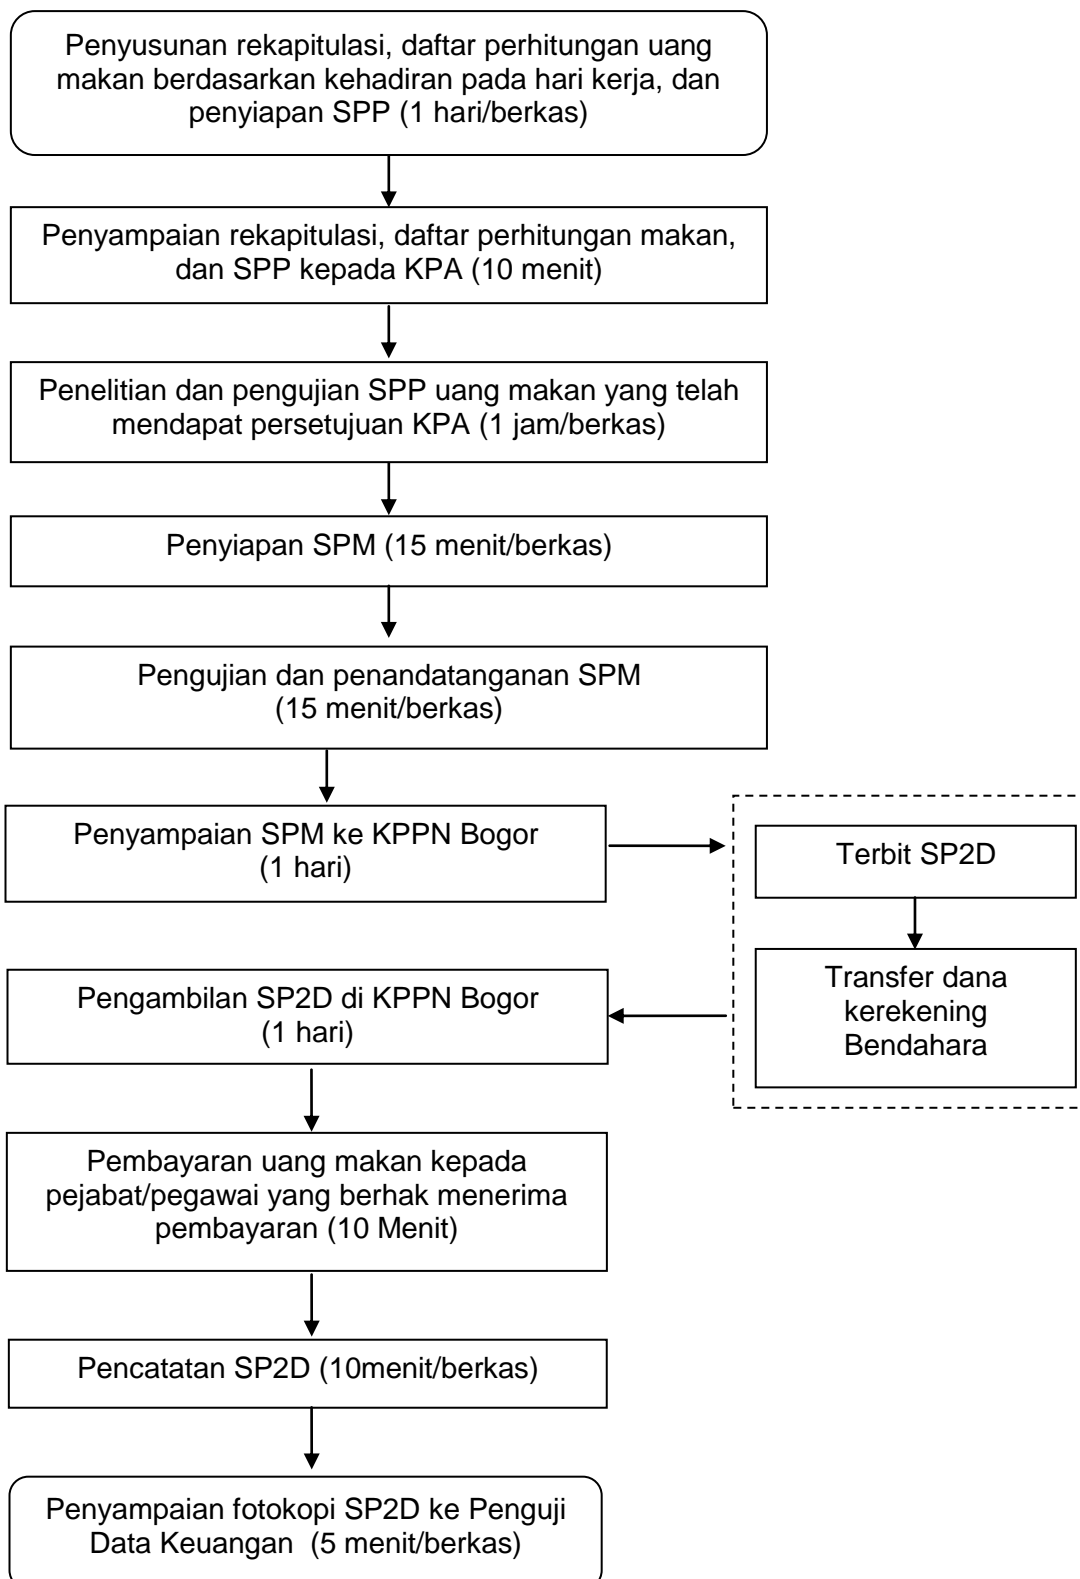 Penyusunan rekapitulasi, daftar perhitungan uang
makan berdasarkan kehadiran pada hari kerja, dan
penyiapan SPP (1 hari/berkas)
Penyampaian rekapitulasi, daftar perhitungan makan,
dan SPP kepada KPA (10 menit)
Penelitian dan pengujian SPP uang makan yang telah
mendapat persetujuan KPA (1 jam/berkas)
Penyiapan SPM (15 menit/berkas)
Pengujian dan penandatanganan SPM
(15 menit/berkas)
Penyampaian SPM ke KPPN Bogor
(1 hari)
Terbit SP2D
Transfer dana
kerekening
Bendahara
Pengambilan SP2D di KPPN Bogor
(1 hari)
Pembayaran uang makan kepada
pejabat/pegawai yang berhak menerima
pembayaran (10 Menit)
Pencatatan SP2D (10menit/berkas)
Penyampaian fotokopi SP2D ke Penguji
Data Keuangan (5 menit/berkas)